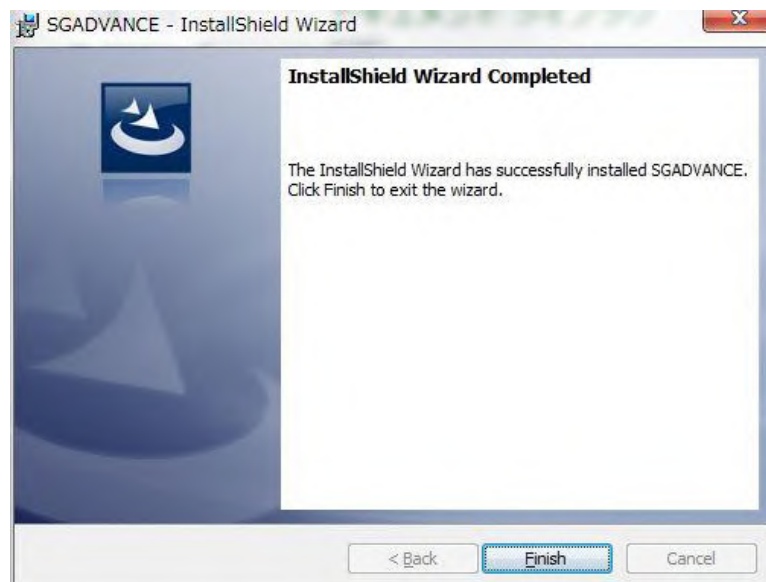 SGADVANCE - InstallShield Wizard
InstallShield Wizard Completed
The InstallShield Wizard has successfully installed SGADVANCE.
Click Finish to exit the wizard.
< Back
Finish
Cancel